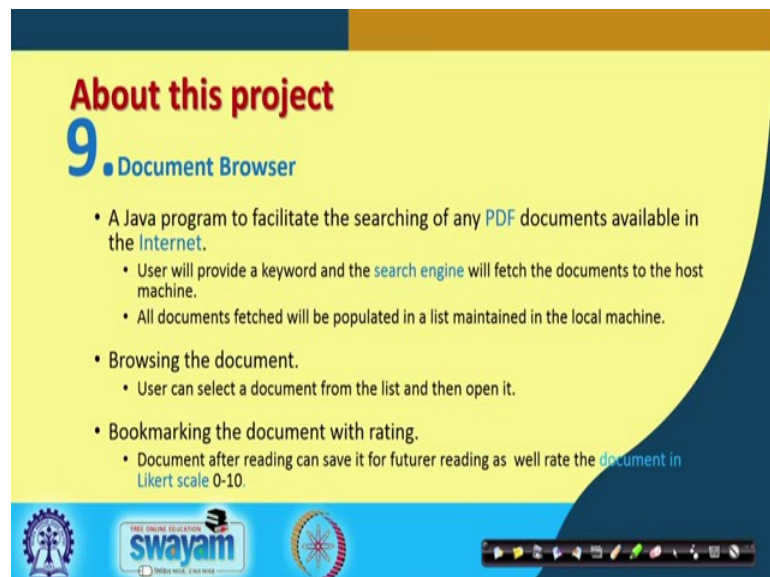 About this project
9. Document Browser
• A Java program to facilitate the searching of any PDF documents available in
the Internet.
• User will provide a keyword and the search engine will fetch the documents to the host
machine.
• All documents fetched will be populated in a list maintained in the local machine.
• Browsing the document.
• User can select a document from the list and then open it.
• Bookmarking the document with rating.
• Document after reading can save it for futurer reading as well rate the document in
Likert scale 0-10.
FREE ONLINE EDUCATION
swayam